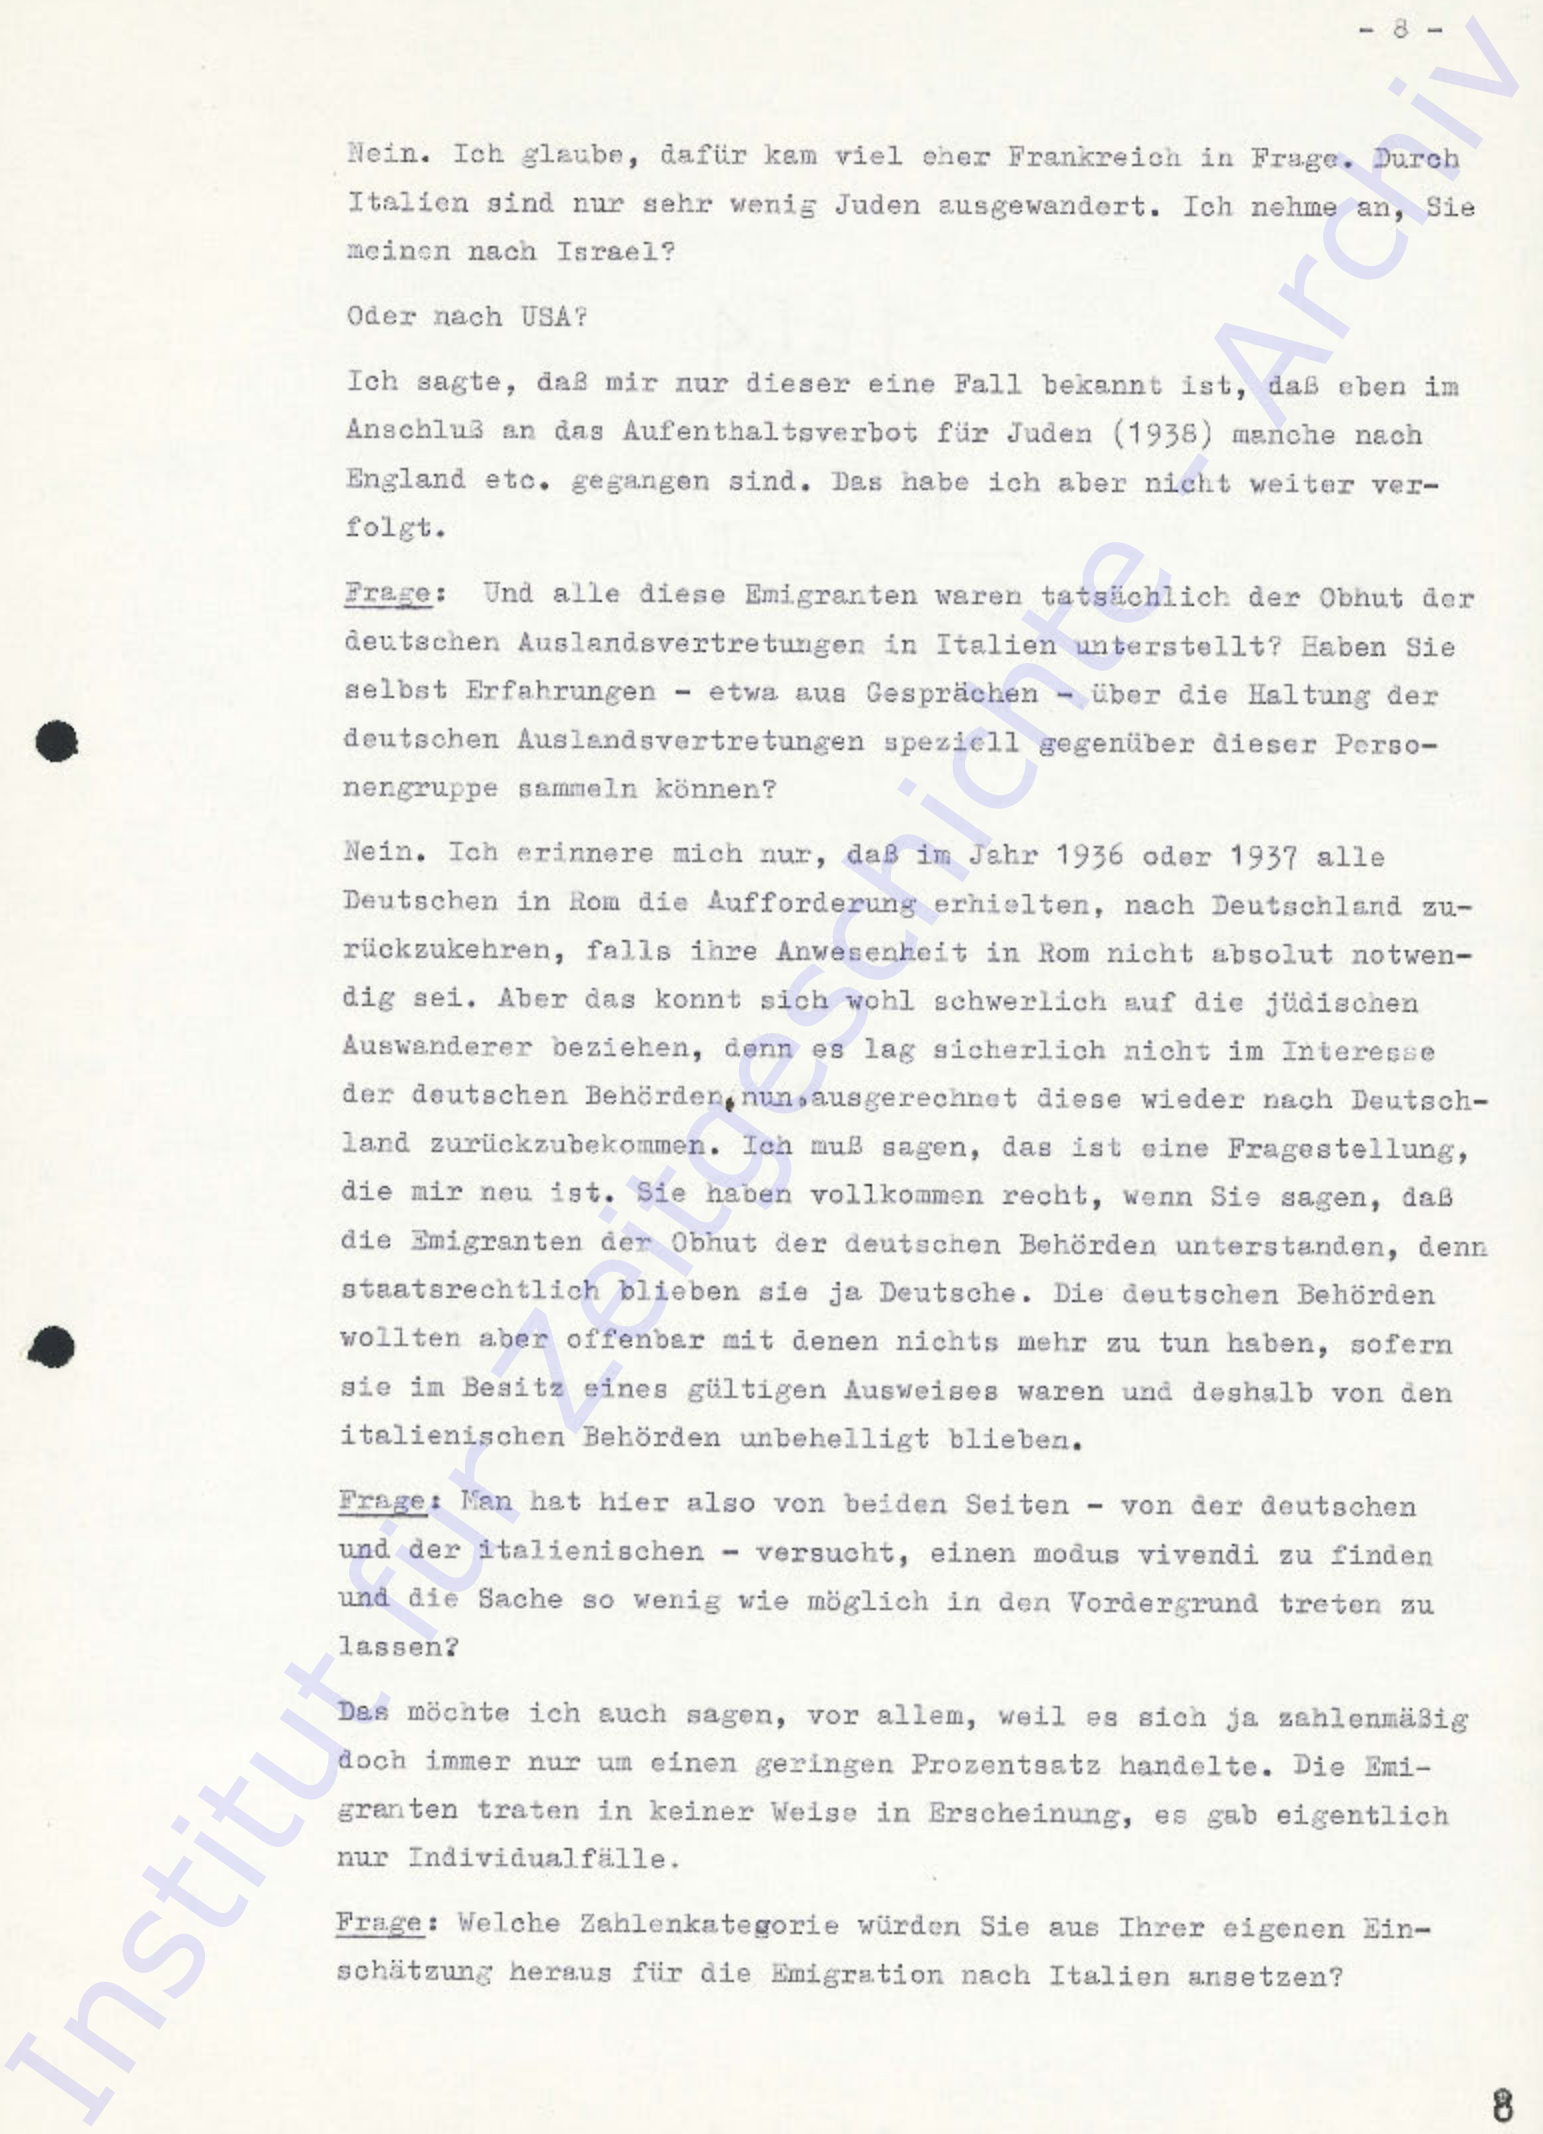 - 8 -
Nein. Ich glaube, dafür kam viel eher Frankreich in Frage. Durch
Italien sind nur sehr wenig Juden ausgewandert. Ich nehme an, Sie
meinen nach Israel?
Oder nach USA?
Ich sagte, daß mir nur dieser eine Fall bekannt ist, daß eben im
Anschluß an das Aufenthaltsverbot für Juden (1938) manche nach
England etc. gegangen sind. Das habe ich aber nicht weiter ver-
folgt.
Frage: Und alle diese Emigranten waren tatsächlich der Obhut der
deutschen Auslandsvertretungen in Italien unterstellt? Haben Sie
selbst Erfahrungen - etwa aus Gesprächen - über die Haltung der
deutschen Auslandsvertretungen speziell gegenüber dieser Perso-
nengruppe sammeln können?
Nein. Ich erinnere mich nur, daß im Jahr 1936 oder 1937 alle
Deutschen in Rom die Aufforderung erhielten, nach Deutschland zu-
rückzukehren, falls ihre Anwesenheit in Rom nicht absolut notwen-
dig sei. Aber das konnt sich wohl schwerlich auf die jüdischen
Auswanderer beziehen, denn es lag sicherlich nicht im Interesse
der deutschen Behörden, nun,ausgerechnet diese wieder nach Deutsch-
land zurückzubekommen. Ich muß sagen, das ist eine Fragestellung,
die mir neu ist. Sie haben vollkommen recht, wenn Sie sagen, daß
die Emigranten der Obhut der deutschen Behörden unterstanden, denn
staatsrechtlich blieben sie ja Deutsche. Die deutschen Behörden
wollten aber offenbar mit denen nichts mehr zu tun haben, sofern
sie im Besitz eines gültigen Ausweises waren und deshalb von den
italienischen Behörden unbehelligt blieben.
Frage: Man hat hier also von beiden Seiten - von der deutschen
und der italienischen - versucht, einen modus vivendi zu finden
und die Sache so wenig wie möglich in den Vordergrund treten zu
lassen?
Das möchte ich auch sagen, vor allem, weil es sich ja zahlenmäßig
doch immer nur um einen geringen Prozentsatz handelte. Die Emi-
granten traten in keiner Weise in Erscheinung, es gab eigentlich
nur Individualfälle.
Frage: Welche Zahlenkategorie würden Sie aus Ihrer eigenen Ein-
schätzung heraus für die Emigration nach Italien ansetzen?
8
Institut für Zeitgeschichte - Archiv